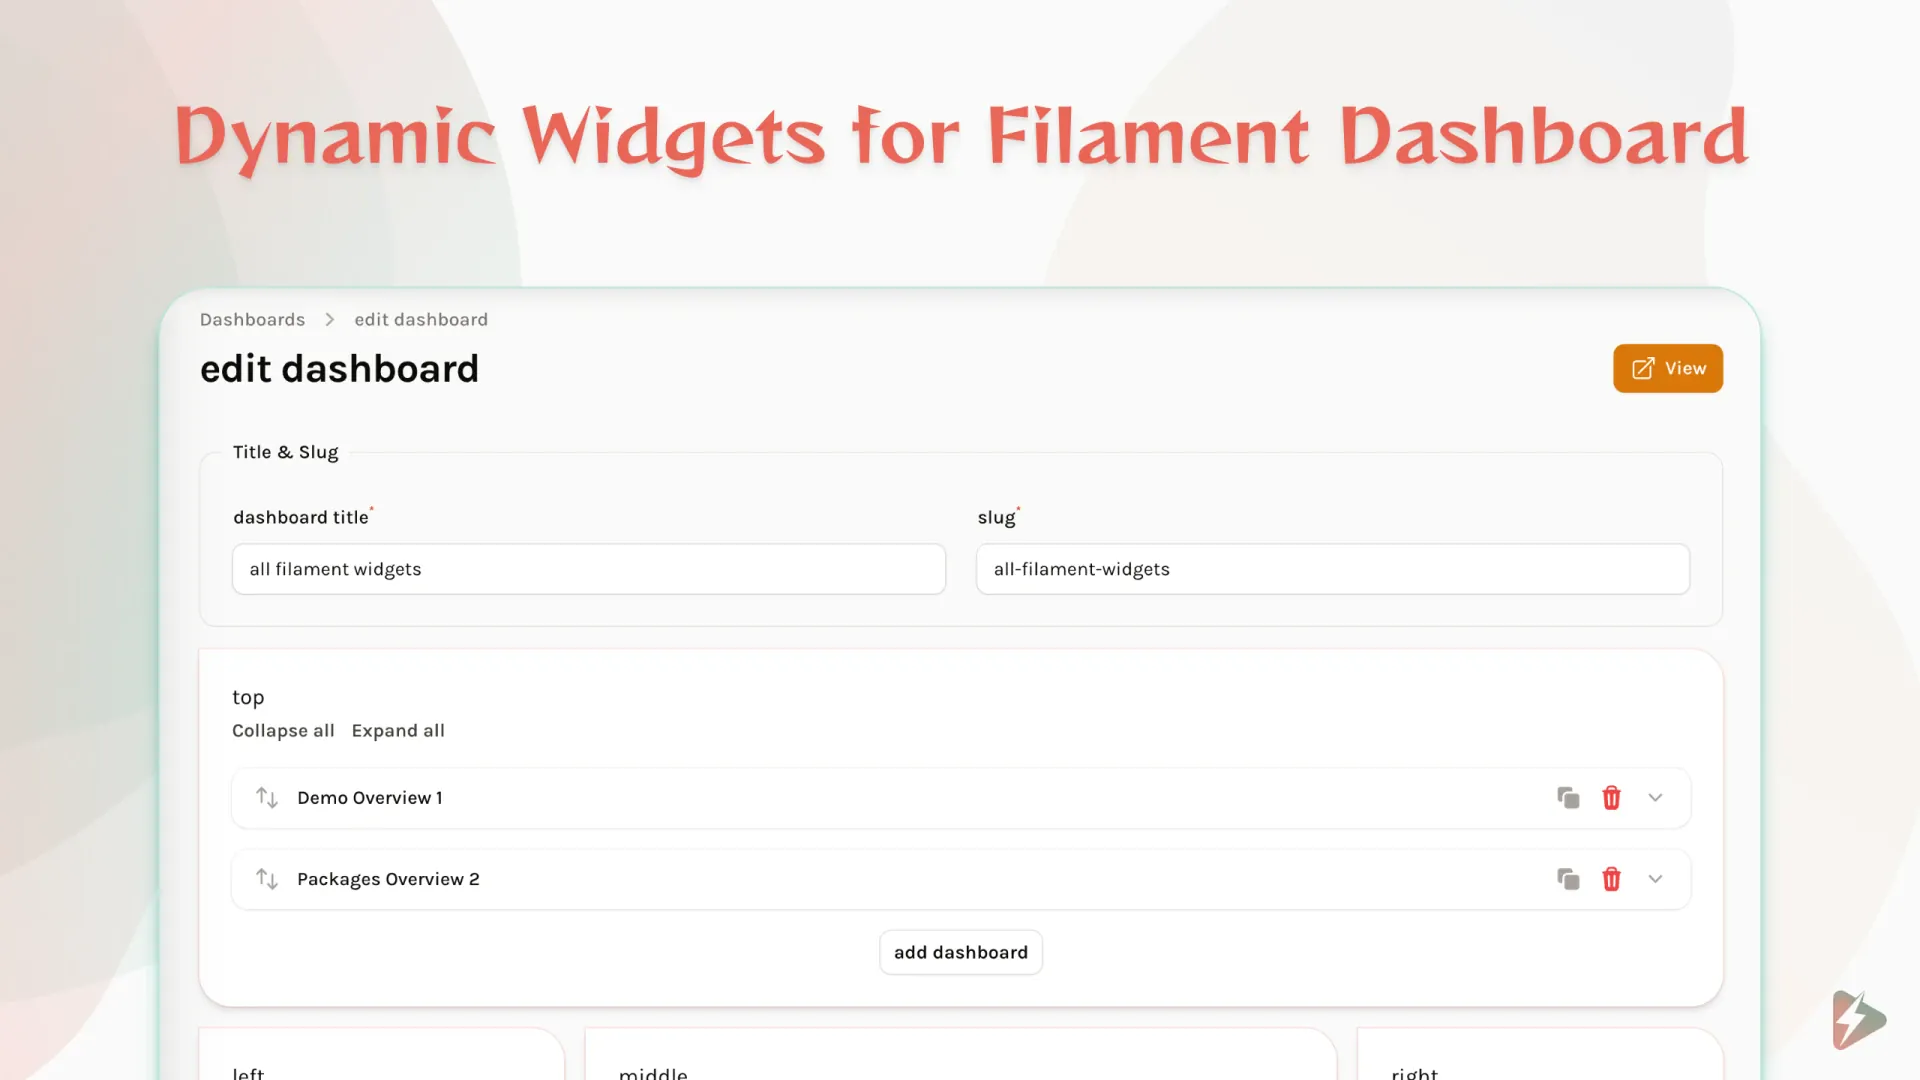 Dynamic Widgets for Filament Dashboard
Dashboards > edit dashboard
edit dashboard
View
Title & Slug
dashboard title*
slug*
all filament widgets
all-filament-widgets
top
Collapse all Expand all
Demo Overview 1
Packages Overview 2
add dashboard
left
middle
right